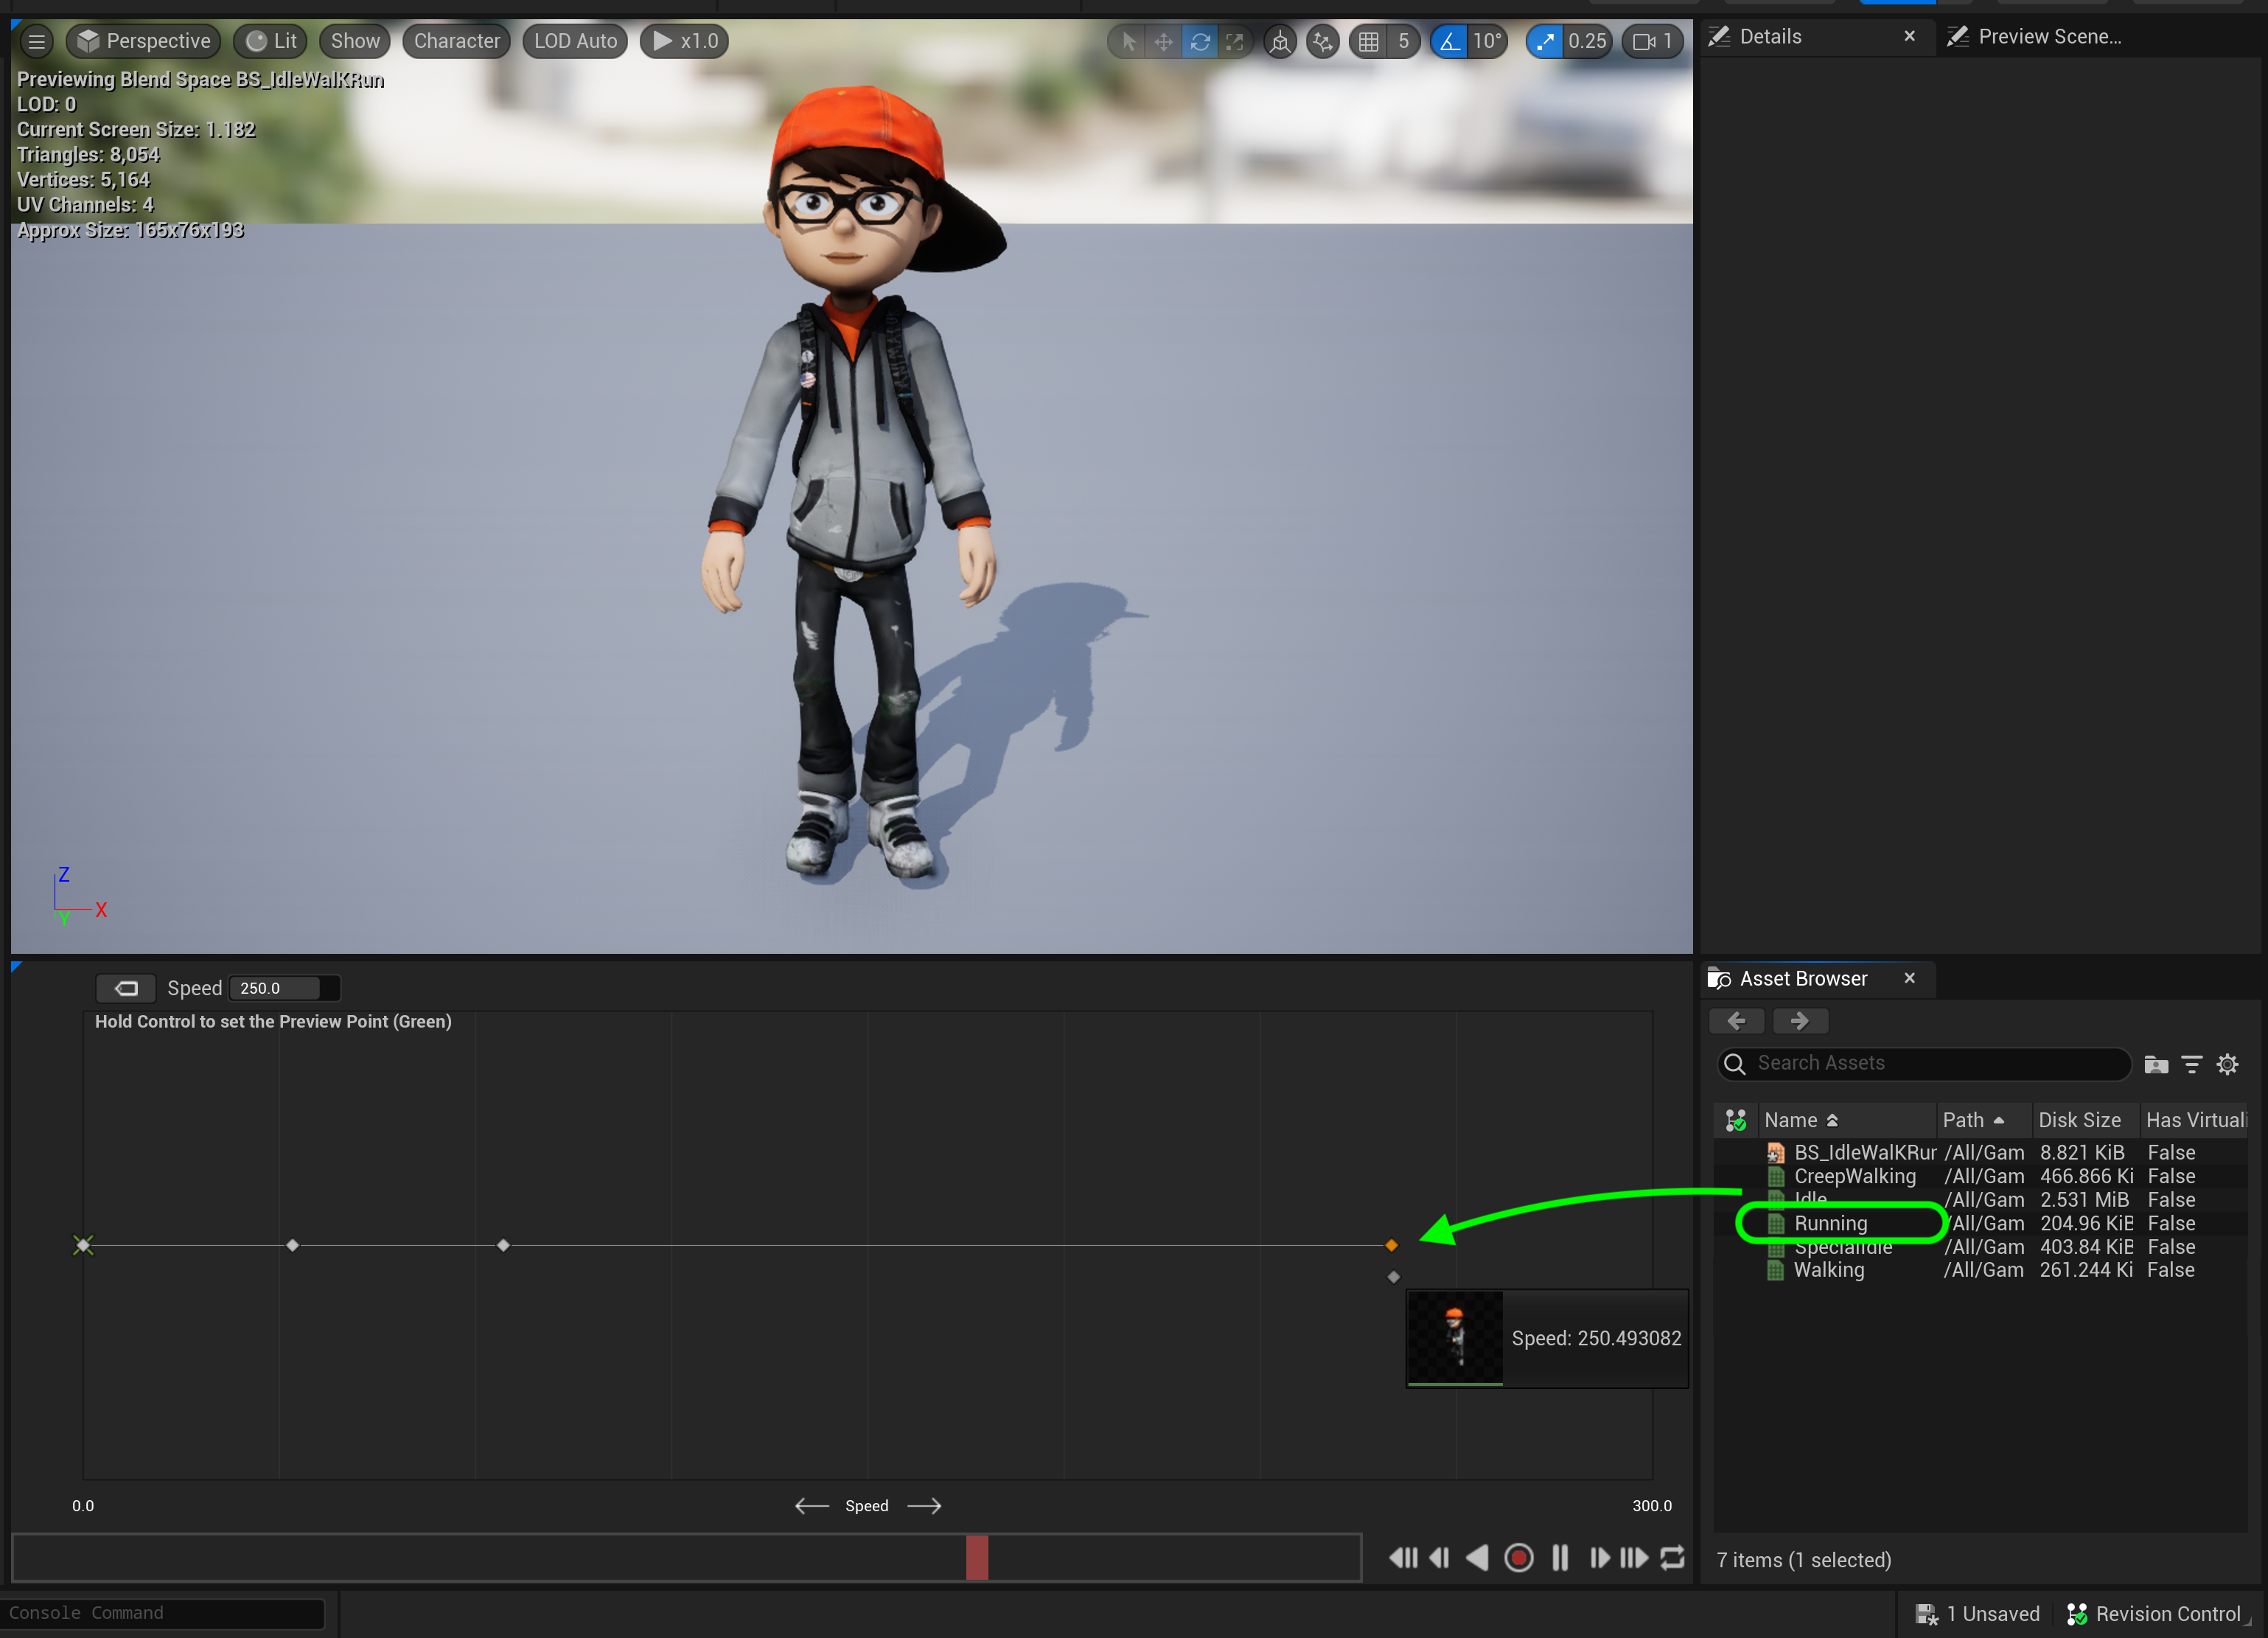 Perspective Lit Show Character LOD Auto x1.0 5 10° 0.25 1
Previewing Blend Space BS_IdleWalKRun
LOD: 0
Current Screen Size: 1.182
Triangles: 8,054
Vertices: 5,164
UV Channels: 4
Approx Size: 165x76x193
Z
X
Y
Details
Preview Scene...
Speed 250.0
Hold Control to set the Preview Point (Green)
Speed: 250.493082
0.0
Speed
300.0
Asset Browser
Search Assets
Name Path Disk Size Has Virtuali
BS_IdleWalKRur /All/Gam 8.821 KiB False
CreepWalking /All/Gam 466.866 Ki False
Idle /All/Gam 2.531 MiB False
Running /All/Gam 204.96 KiB False
SpecialIdle /All/Gam 403.84 KiB False
Walking /All/Gam 261.244 Ki False
7 items (1 selected)
Console Command
1 Unsaved
Revision Control